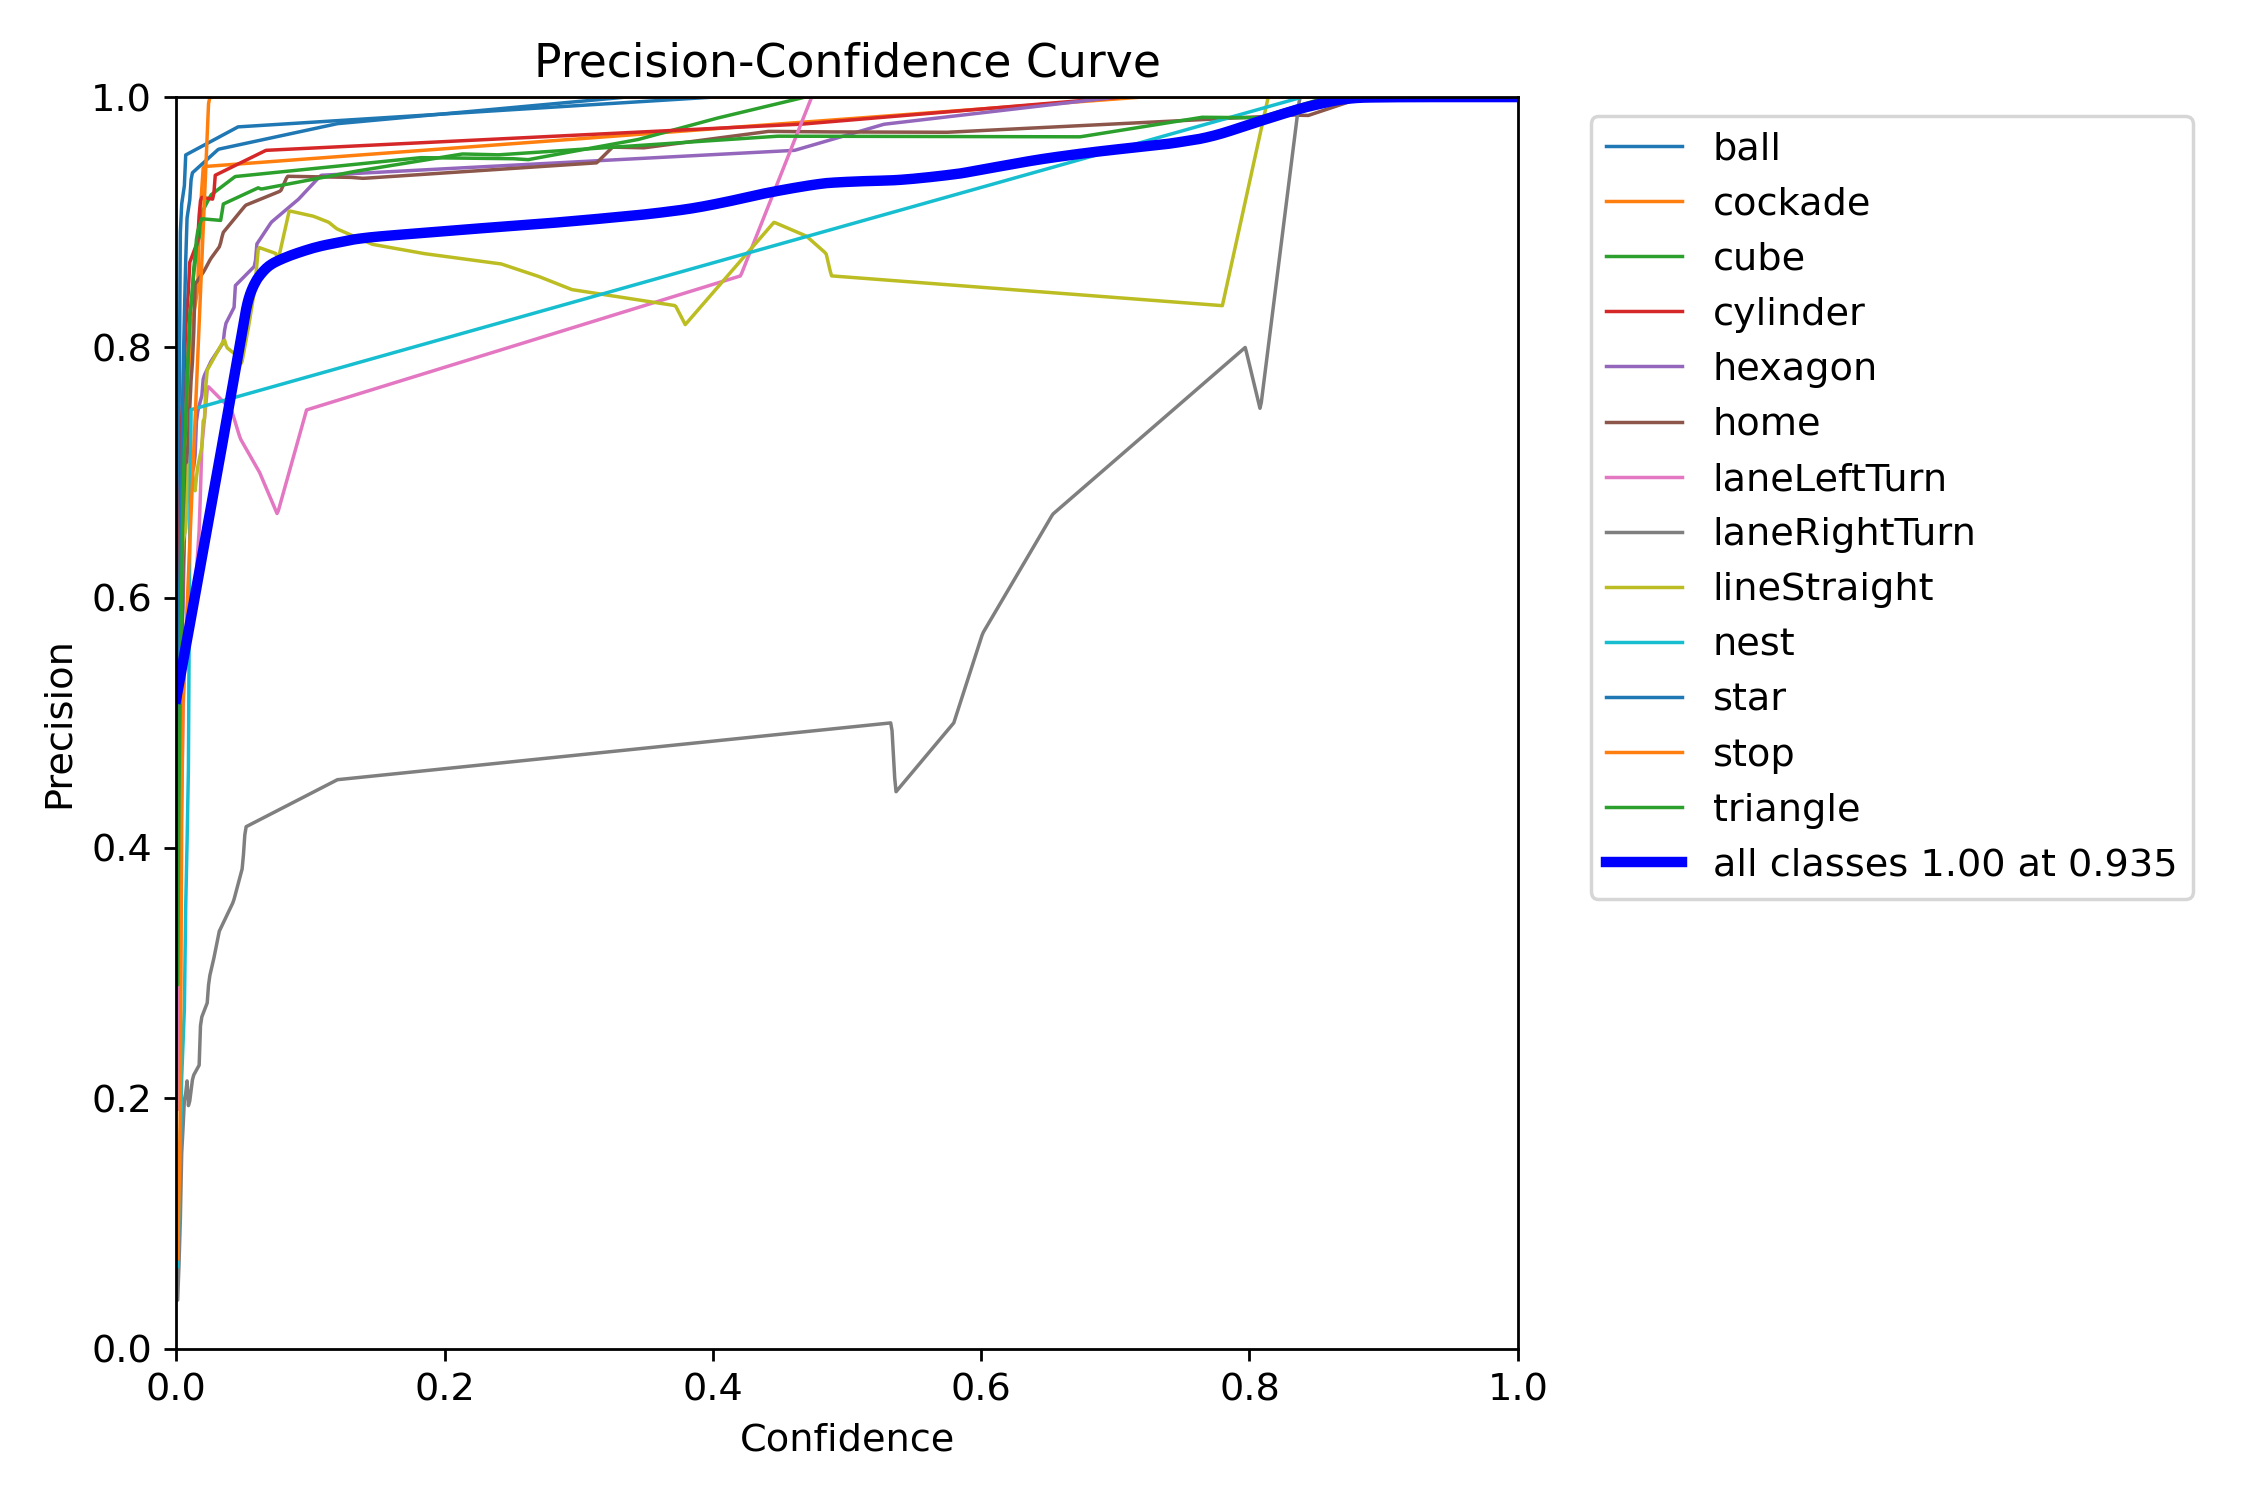 Precision-Confidence Curve
1.0
0.8
0.6
0.4
0.2
0.0
Precision
0.0 0.2 0.4 0.6 0.8 1.0
Confidence
ball
cockade
cube
cylinder
hexagon
home
laneLeftTurn
laneRightTurn
lineStraight
nest
star
stop
triangle
all classes 1.00 at 0.935